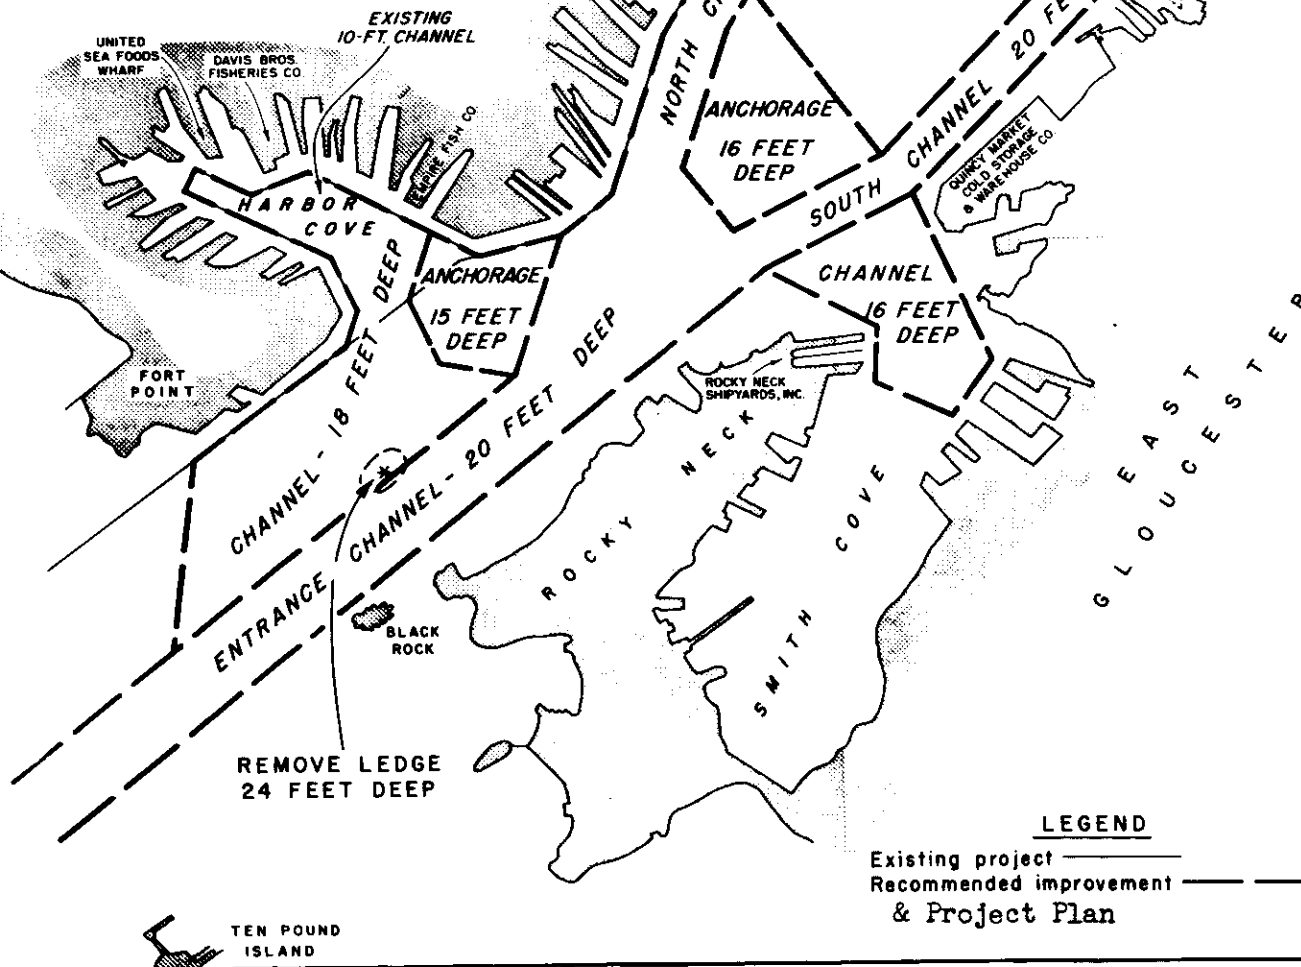 EXISTING
10-FT. CHANNEL
UNITED
SEA FOODS
WHARF
DAVIS BROS.
FISHERIES CO.
EMPIRE FISH CO.
NORTH
ANCHORAGE
16 FEET
DEEP
SOUTH CHANNEL 20
QUINCY MARKET
COLD STORAGE
& WAREHOUSE CO.
HARBOR
COVE
ANCHORAGE
15 FEET
DEEP
CHANNEL
16 FEET
DEEP
FORT
POINT
CHANNEL - 18 FEET DEEP
ENTRANCE CHANNEL - 20 FEET DEEP
ROCKY NECK
SHIPYARDS, INC.
ROCKY NECK
SMITH COVE
EAST
GLOUCESTER
BLACK
ROCK
REMOVE LEDGE
24 FEET DEEP
LEGEND
Existing project
Recommended improvement
& Project Plan
TEN POUND
ISLAND